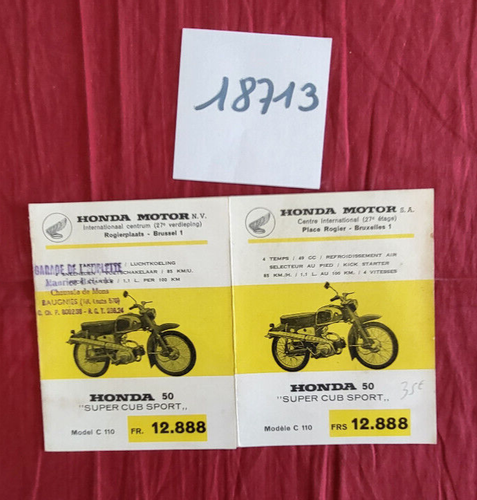 18713
HONDA MOTOR N.V.
Internationaal centrum (27e verdieping)
Rogierplaats - Brussel 1
/ LUCHTKOELING
/ 85 KM/U.
/ 1,1 L. PER 100 KM
GARAGE DE
Maurice
Chaussée de Mons
BAUGNIES
HONDA 50
"SUPER CUB SPORT,,
Model C 110
FR. 12.888
HONDA MOTOR S.A.
Centre International (27e étage)
Place Rogier - Bruxelles 1
4 TEMPS / 49 CC / REFROIDISSEMENT AIR
SELECTEUR AU PIED / KICK STARTER
85 KM./H. / 1,1 L. AU 100 KM, / 4 VITESSES
HONDA 50
"SUPER CUB SPORT,,
35€
Modèle C 110
FRS 12.888